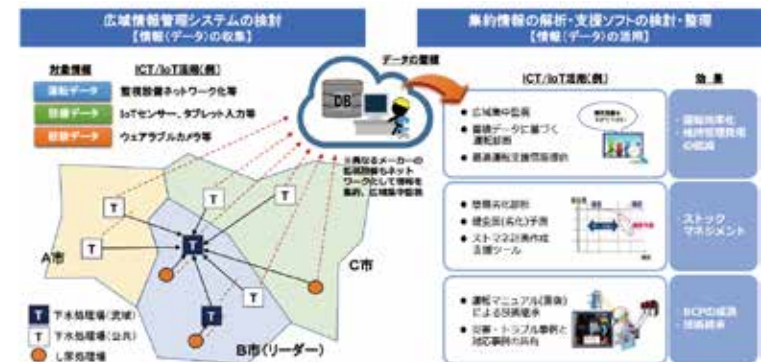 広域情報管理システムの検討
【情報(データ)の収集】
対象情報
ICT/IoT活用(例)
運転データ
監視設備ネットワーク化等
設備データ
IoTセンサー、タブレット入力等
経験データ
ウェアラブルカメラ等
データの蓄積
DB
※異なるメーカーの
監視設備もネット
ワーク化して情報を
集約、広域集中監視
T
T
T
T
T
T
T
T
A市
B市(リーダー)
C市
T 下水処理場(流域)
T 下水処理場(公共)
し尿処理場
集約情報の解析・支援ソフトの検討・整理
【情報(データ)の活用】
ICT/IoT活用(例)
効果
● 広域集中監視
● 蓄積データに基づく
運転診断
● 最適運転支援情報提供
・運転効率化
・維持管理費用
の低減
● 設備劣化診断
● 健全度(劣化)予測
● ストマネ計画作成
支援ツール
・ストック
マネジメント
● 運転マニュアル(画像)
による技術継承
● 災害・トラブル事例と
対応事例の共有
・BCPの強化
・技術継承